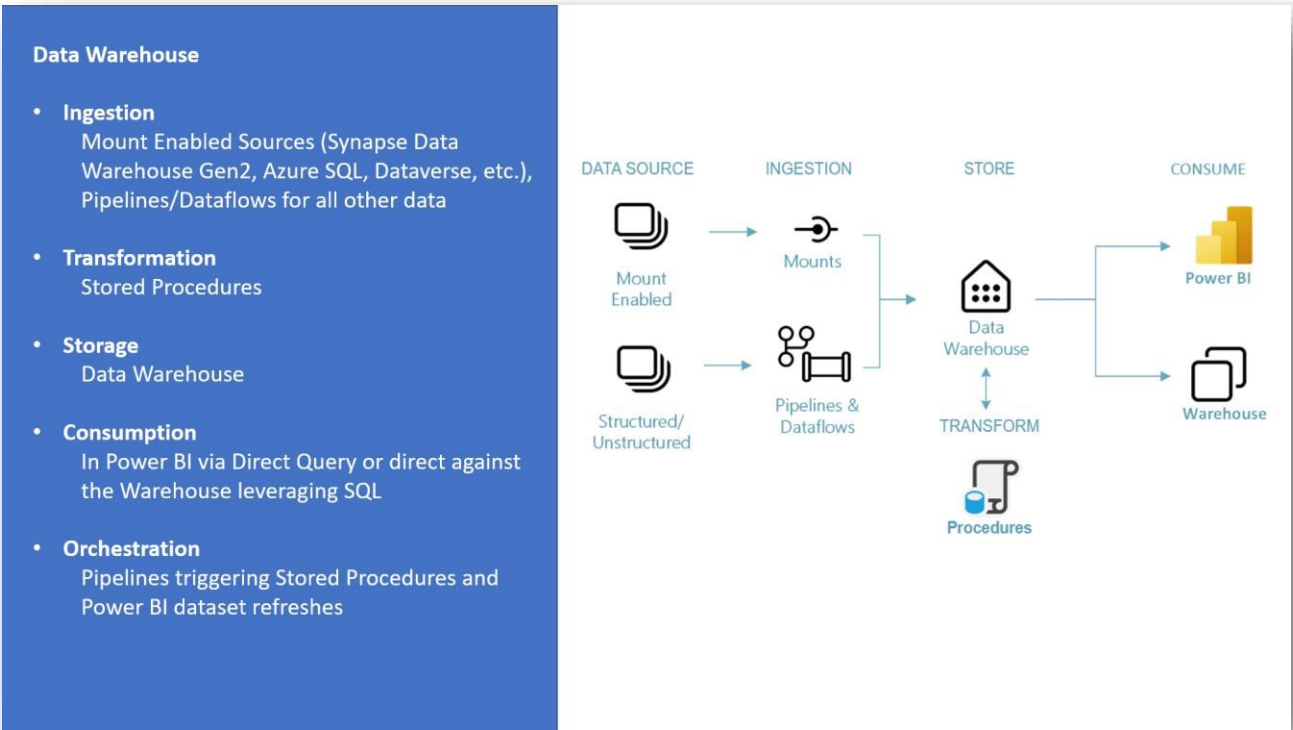 Data Warehouse
• Ingestion
Mount Enabled Sources (Synapse Data
Warehouse Gen2, Azure SQL, Dataverse, etc.),
Pipelines/Dataflows for all other data
• Transformation
Stored Procedures
• Storage
Data Warehouse
• Consumption
In Power BI via Direct Query or direct against
the Warehouse leveraging SQL
• Orchestration
Pipelines triggering Stored Procedures and
Power BI dataset refreshes
DATA SOURCE
INGESTION
STORE
CONSUME
Mount
Enabled
Mounts
Data
Warehouse
Power BI
Structured/
Unstructured
Pipelines &
Dataflows
TRANSFORM
Procedures
Warehouse